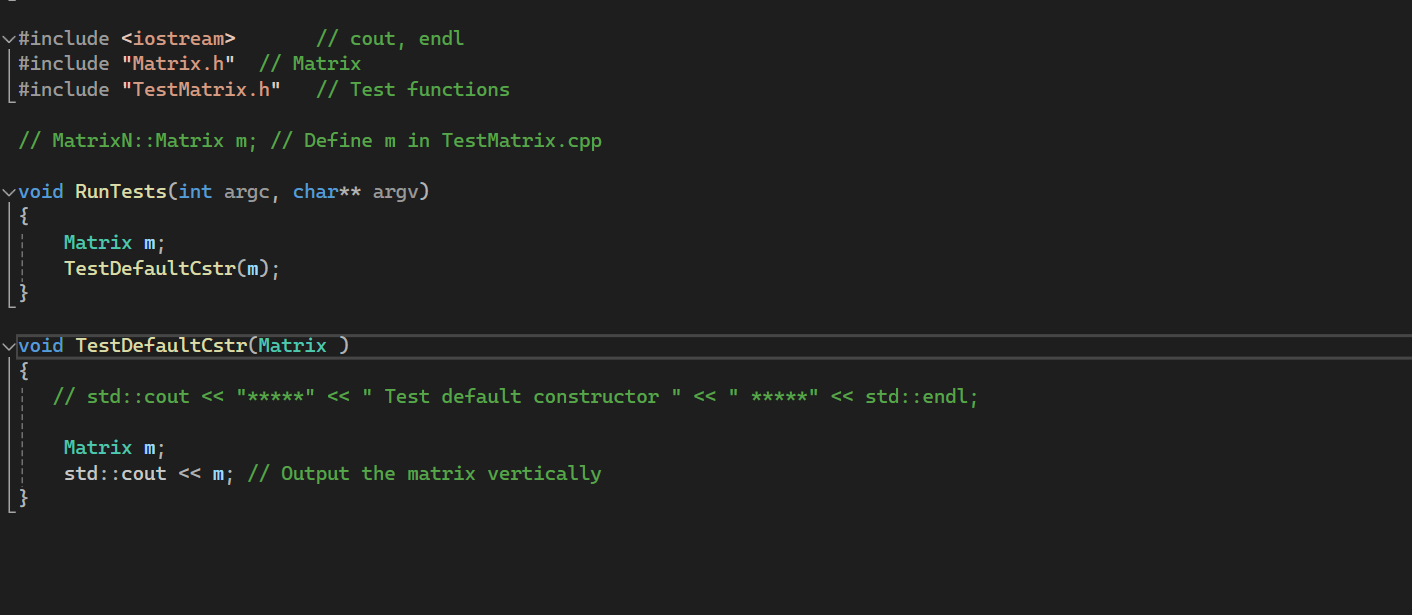 #include <iostream>       // cout, endl
#include "Matrix.h"  // Matrix
#include "TestMatrix.h"   // Test functions
// MatrixN::Matrix m; // Define m in TestMatrix.cpp
void RunTests(int argc, char** argv)
{
    Matrix m;
    TestDefaultCstr(m);
}
void TestDefaultCstr(Matrix )
{
   // std::cout << "*****" << " Test default constructor " << " *****" << std::endl;
    Matrix m;
    std::cout << m; // Output the matrix vertically
}